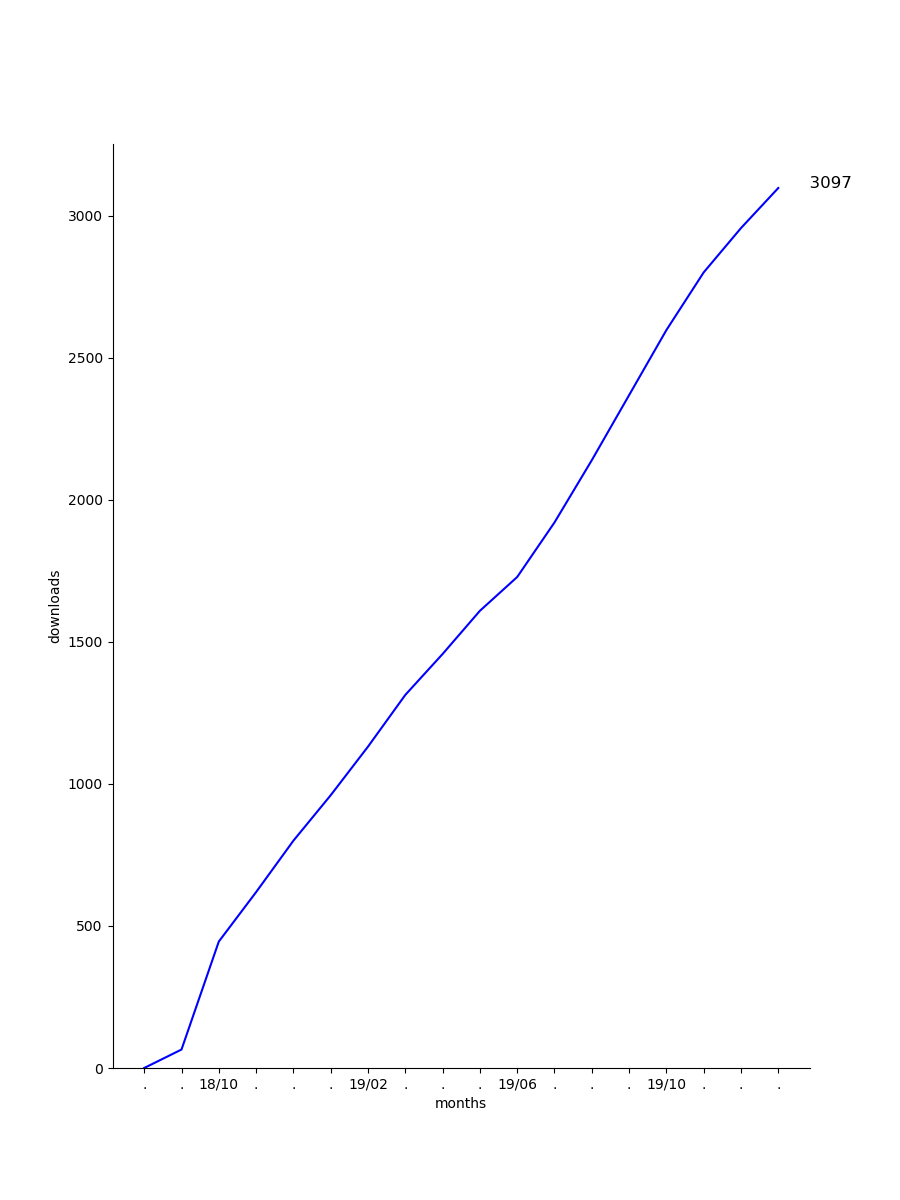 3097
3000
2500
2000
1500
1000
500
0
downloads
. . 18/10 . . . 19/02 . . . 19/06 . . . 19/10 . . .
months